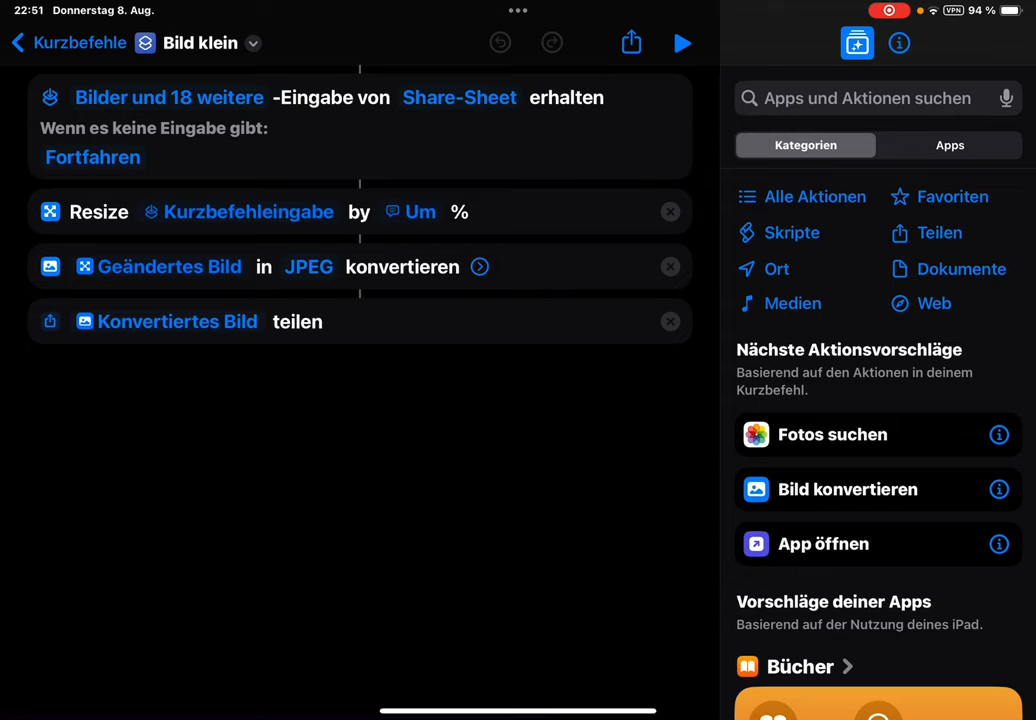 22:51 Donnerstag 8. Aug.
VPN 94 %
Kurzbefehle Bild klein
Bilder und 18 weitere -Eingabe von Share-Sheet erhalten
Wenn es keine Eingabe gibt:
Fortfahren
Resize Kurzbefehleingabe by Um %
Geändertes Bild in JPEG konvertieren
Konvertiertes Bild teilen
Apps und Aktionen suchen
Kategorien Apps
Alle Aktionen Favoriten
Skripte Teilen
Ort Dokumente
Medien Web
Nächste Aktionsvorschläge
Basierend auf den Aktionen in deinem
Kurzbefehl.
Fotos suchen
Bild konvertieren
App öffnen
Vorschläge deiner Apps
Basierend auf der Nutzung deines iPad.
Bücher